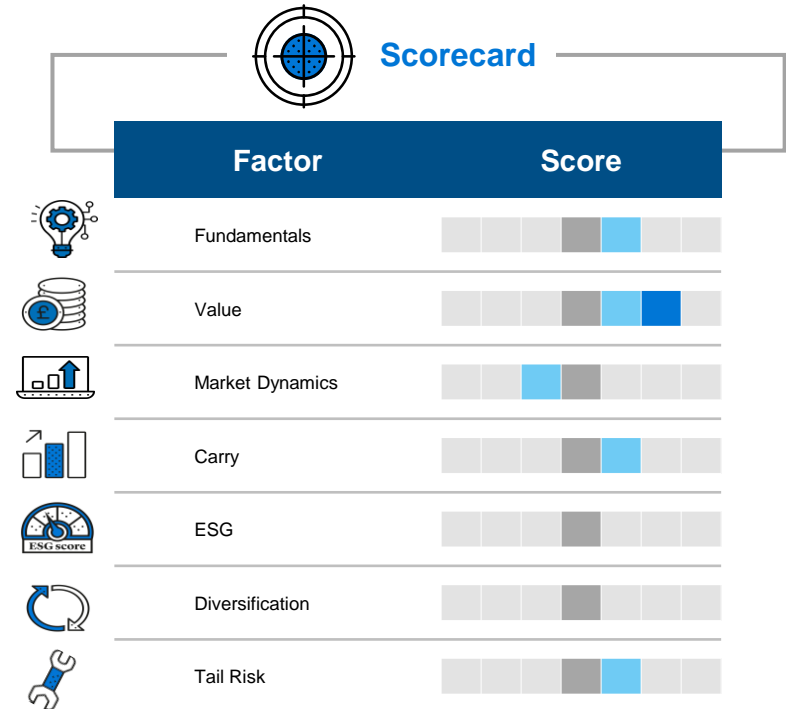 Scorecard
Factor Score
Fundamentals
£
Value
Market Dynamics
Carry
ESG score
ESG
Diversification
Tail Risk